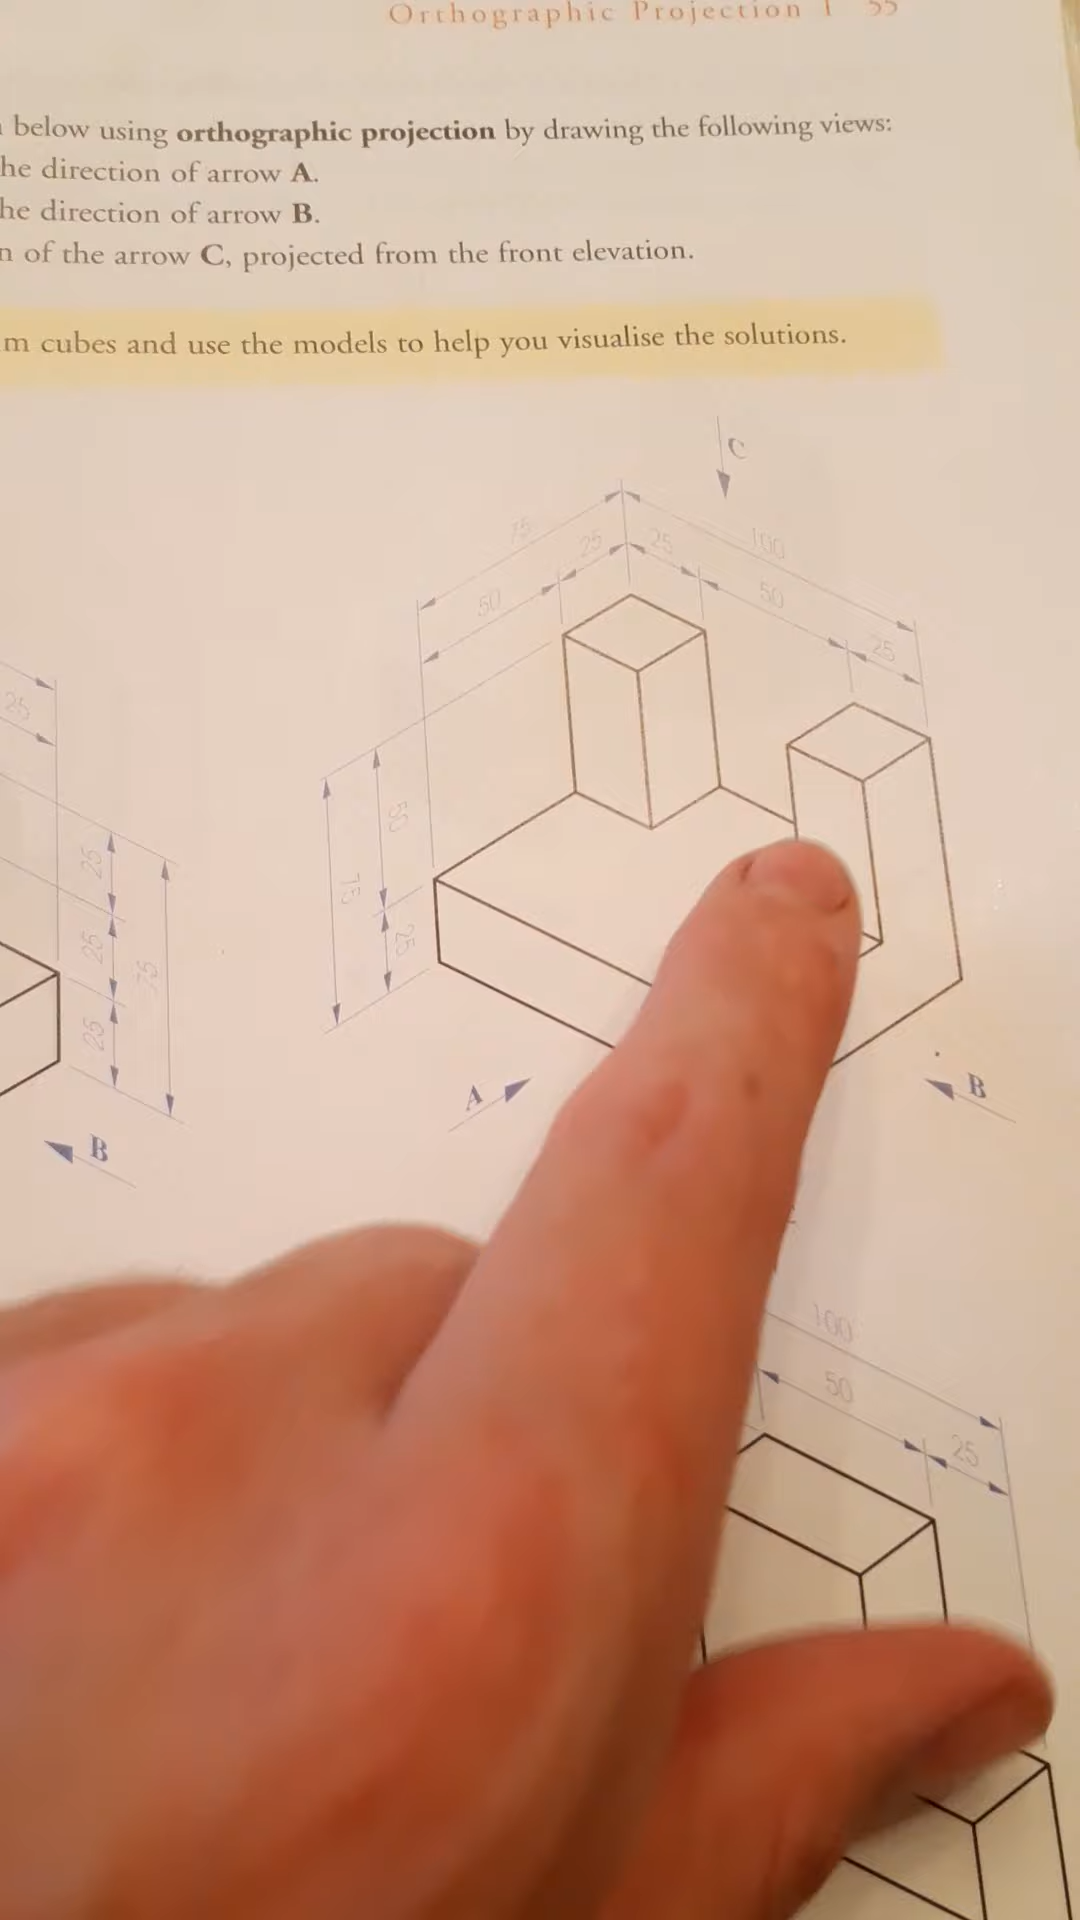 Orthographic Projection 1 55
below using orthographic projection by drawing the following views:
he direction of arrow A.
he direction of arrow B.
n of the arrow C, projected from the front elevation.
m cubes and use the models to help you visualise the solutions.
C
75
25
25
100
50
50
25
25
50
75
25
25
25
75
25
A
B
B
100
50
25